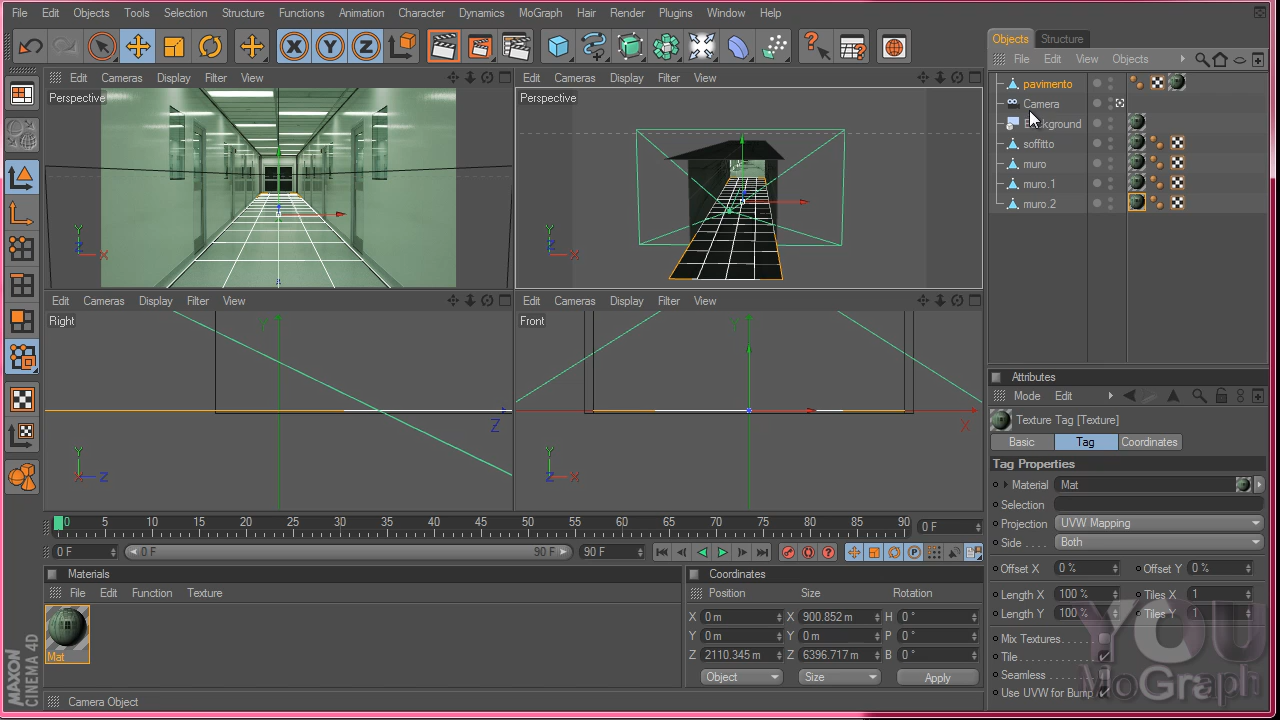 File Edit Objects Tools Selection Structure Functions Animation Character Dynamics MoGraph Hair Render Plugins Window Help
X Y Z
Objects Structure
File Edit View Objects
pavimento
Camera
soffitto
muro
muro.1
muro.2
Edit Cameras Display Filter View
Perspective
Y
Z X
Edit Cameras Display Filter View
Perspective
Y
Z X
Edit Cameras Display Filter View
Right
Y
Z
Y
X Z
Edit Cameras Display Filter View
Front
Y
X
Y
Z X
0 5 10 15 20 25 30 35 40 45 50 55 60 65 70 75 80 85 90 0 F
0 F 0 F 90 F 90 F
Materials
File Edit Function Texture
Mat
Coordinates
Position Size Rotation
X 0 m X 900.852 m H 0 °
Y 0 m Y 0 m P 0 °
Z 2110.345 m Z 6396.717 m B 0 °
Object Size Apply
Attributes
Mode Edit
Texture Tag [Texture]
Basic Tag Coordinates
Tag Properties
Material Mat
Selection
Projection UVW Mapping
Side Both
Offset X 0 % Offset Y 0 %
Length X 100 % Tiles X 1
Length Y 100 % Tiles Y 1
Mix Textures
Tile
Seamless
Use UVW for Bump
YOU
MoGraph
MAXON
CINEMA 4D
Camera Object